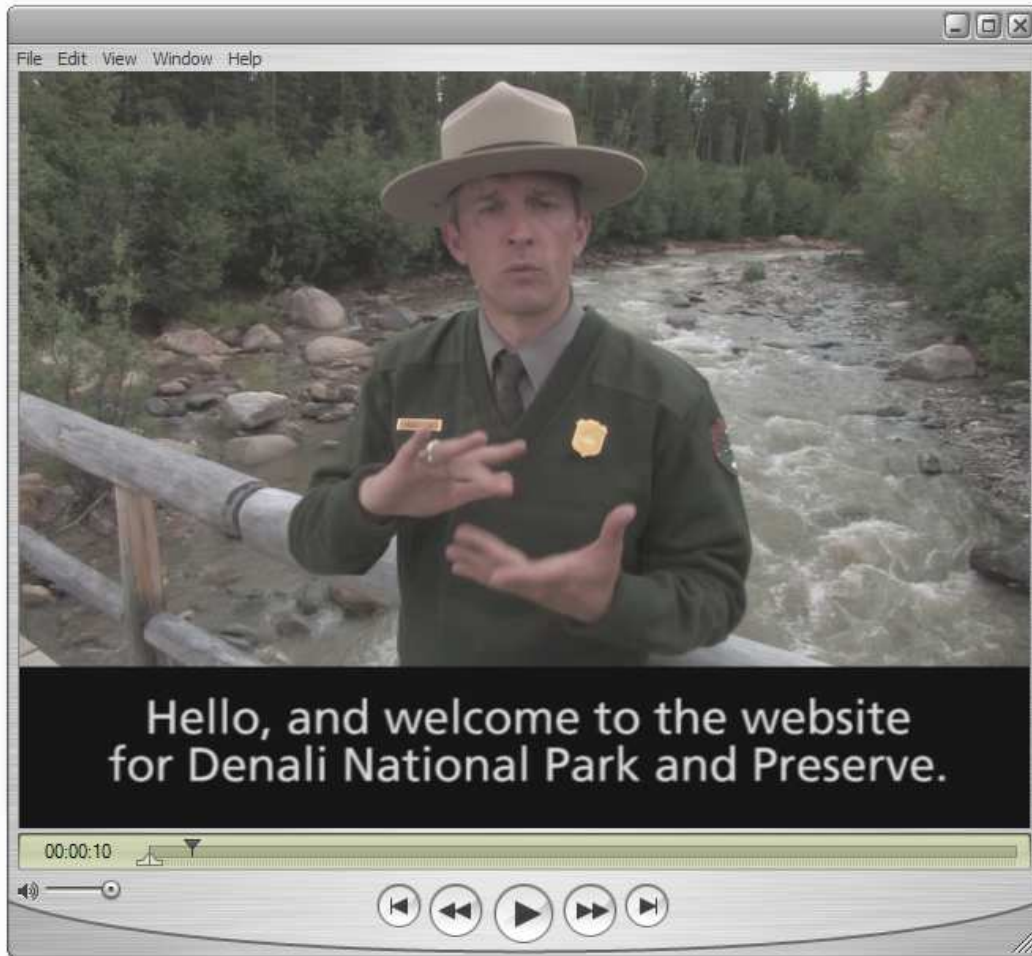 File Edit View Window Help
Hello, and welcome to the website
for Denali National Park and Preserve.
00:00:10